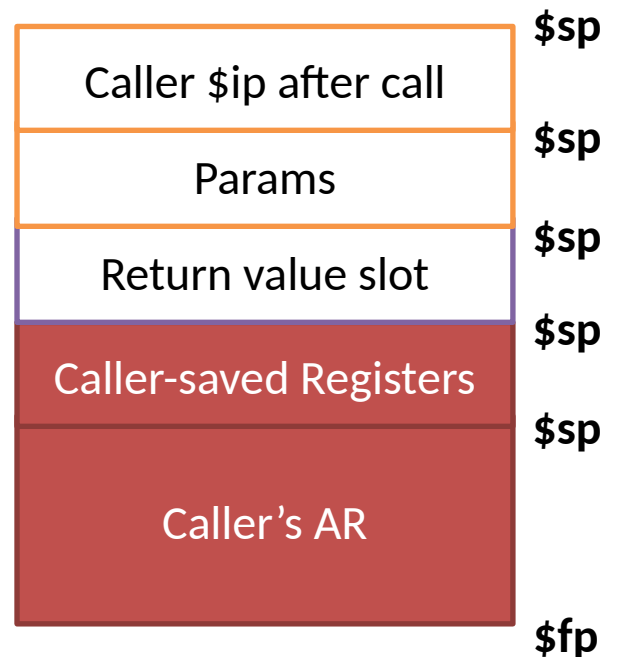 $sp
Caller $ip after call
$sp
Params
$sp
Return value slot
$sp
Caller-saved Registers
$sp
Caller’s AR
$fp